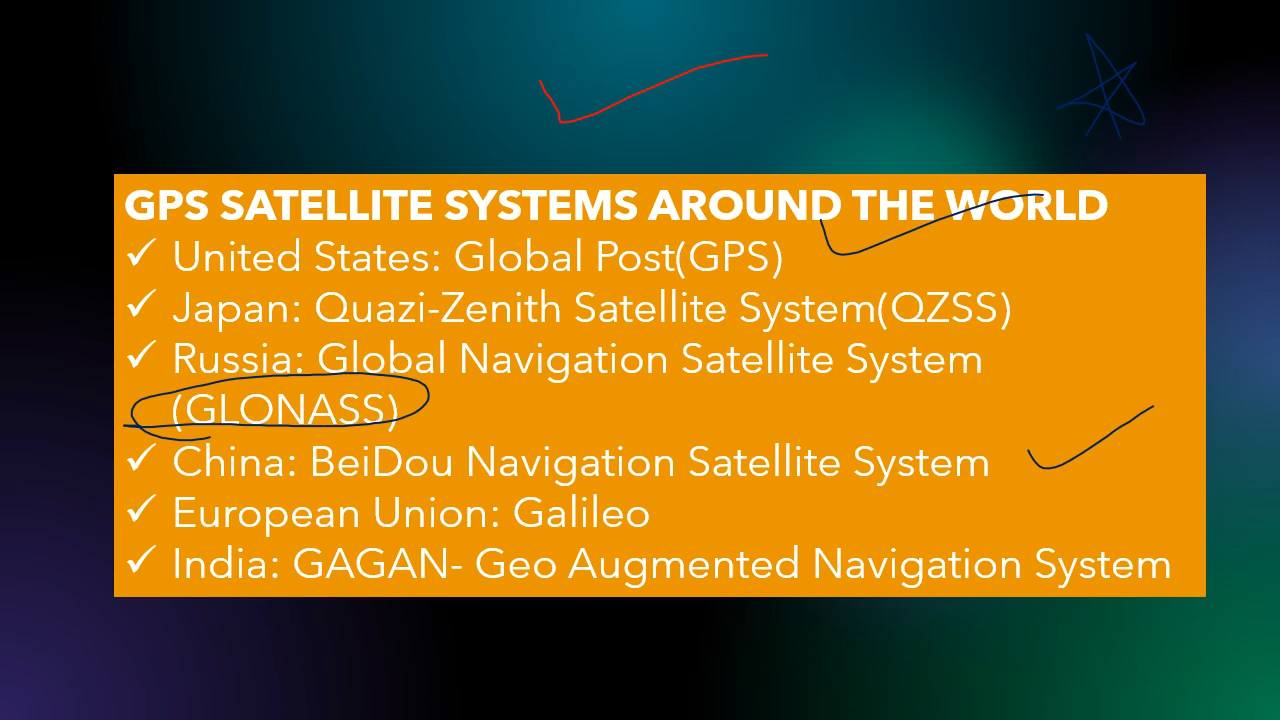 GPS SATELLITE SYSTEMS AROUND THE WORLD
✓ United States: Global Post(GPS)
✓ Japan: Quazi-Zenith Satellite System(QZSS)
✓ Russia: Global Navigation Satellite System
(GLONASS)
✓ China: BeiDou Navigation Satellite System
✓ European Union: Galileo
✓ India: GAGAN- Geo Augmented Navigation System